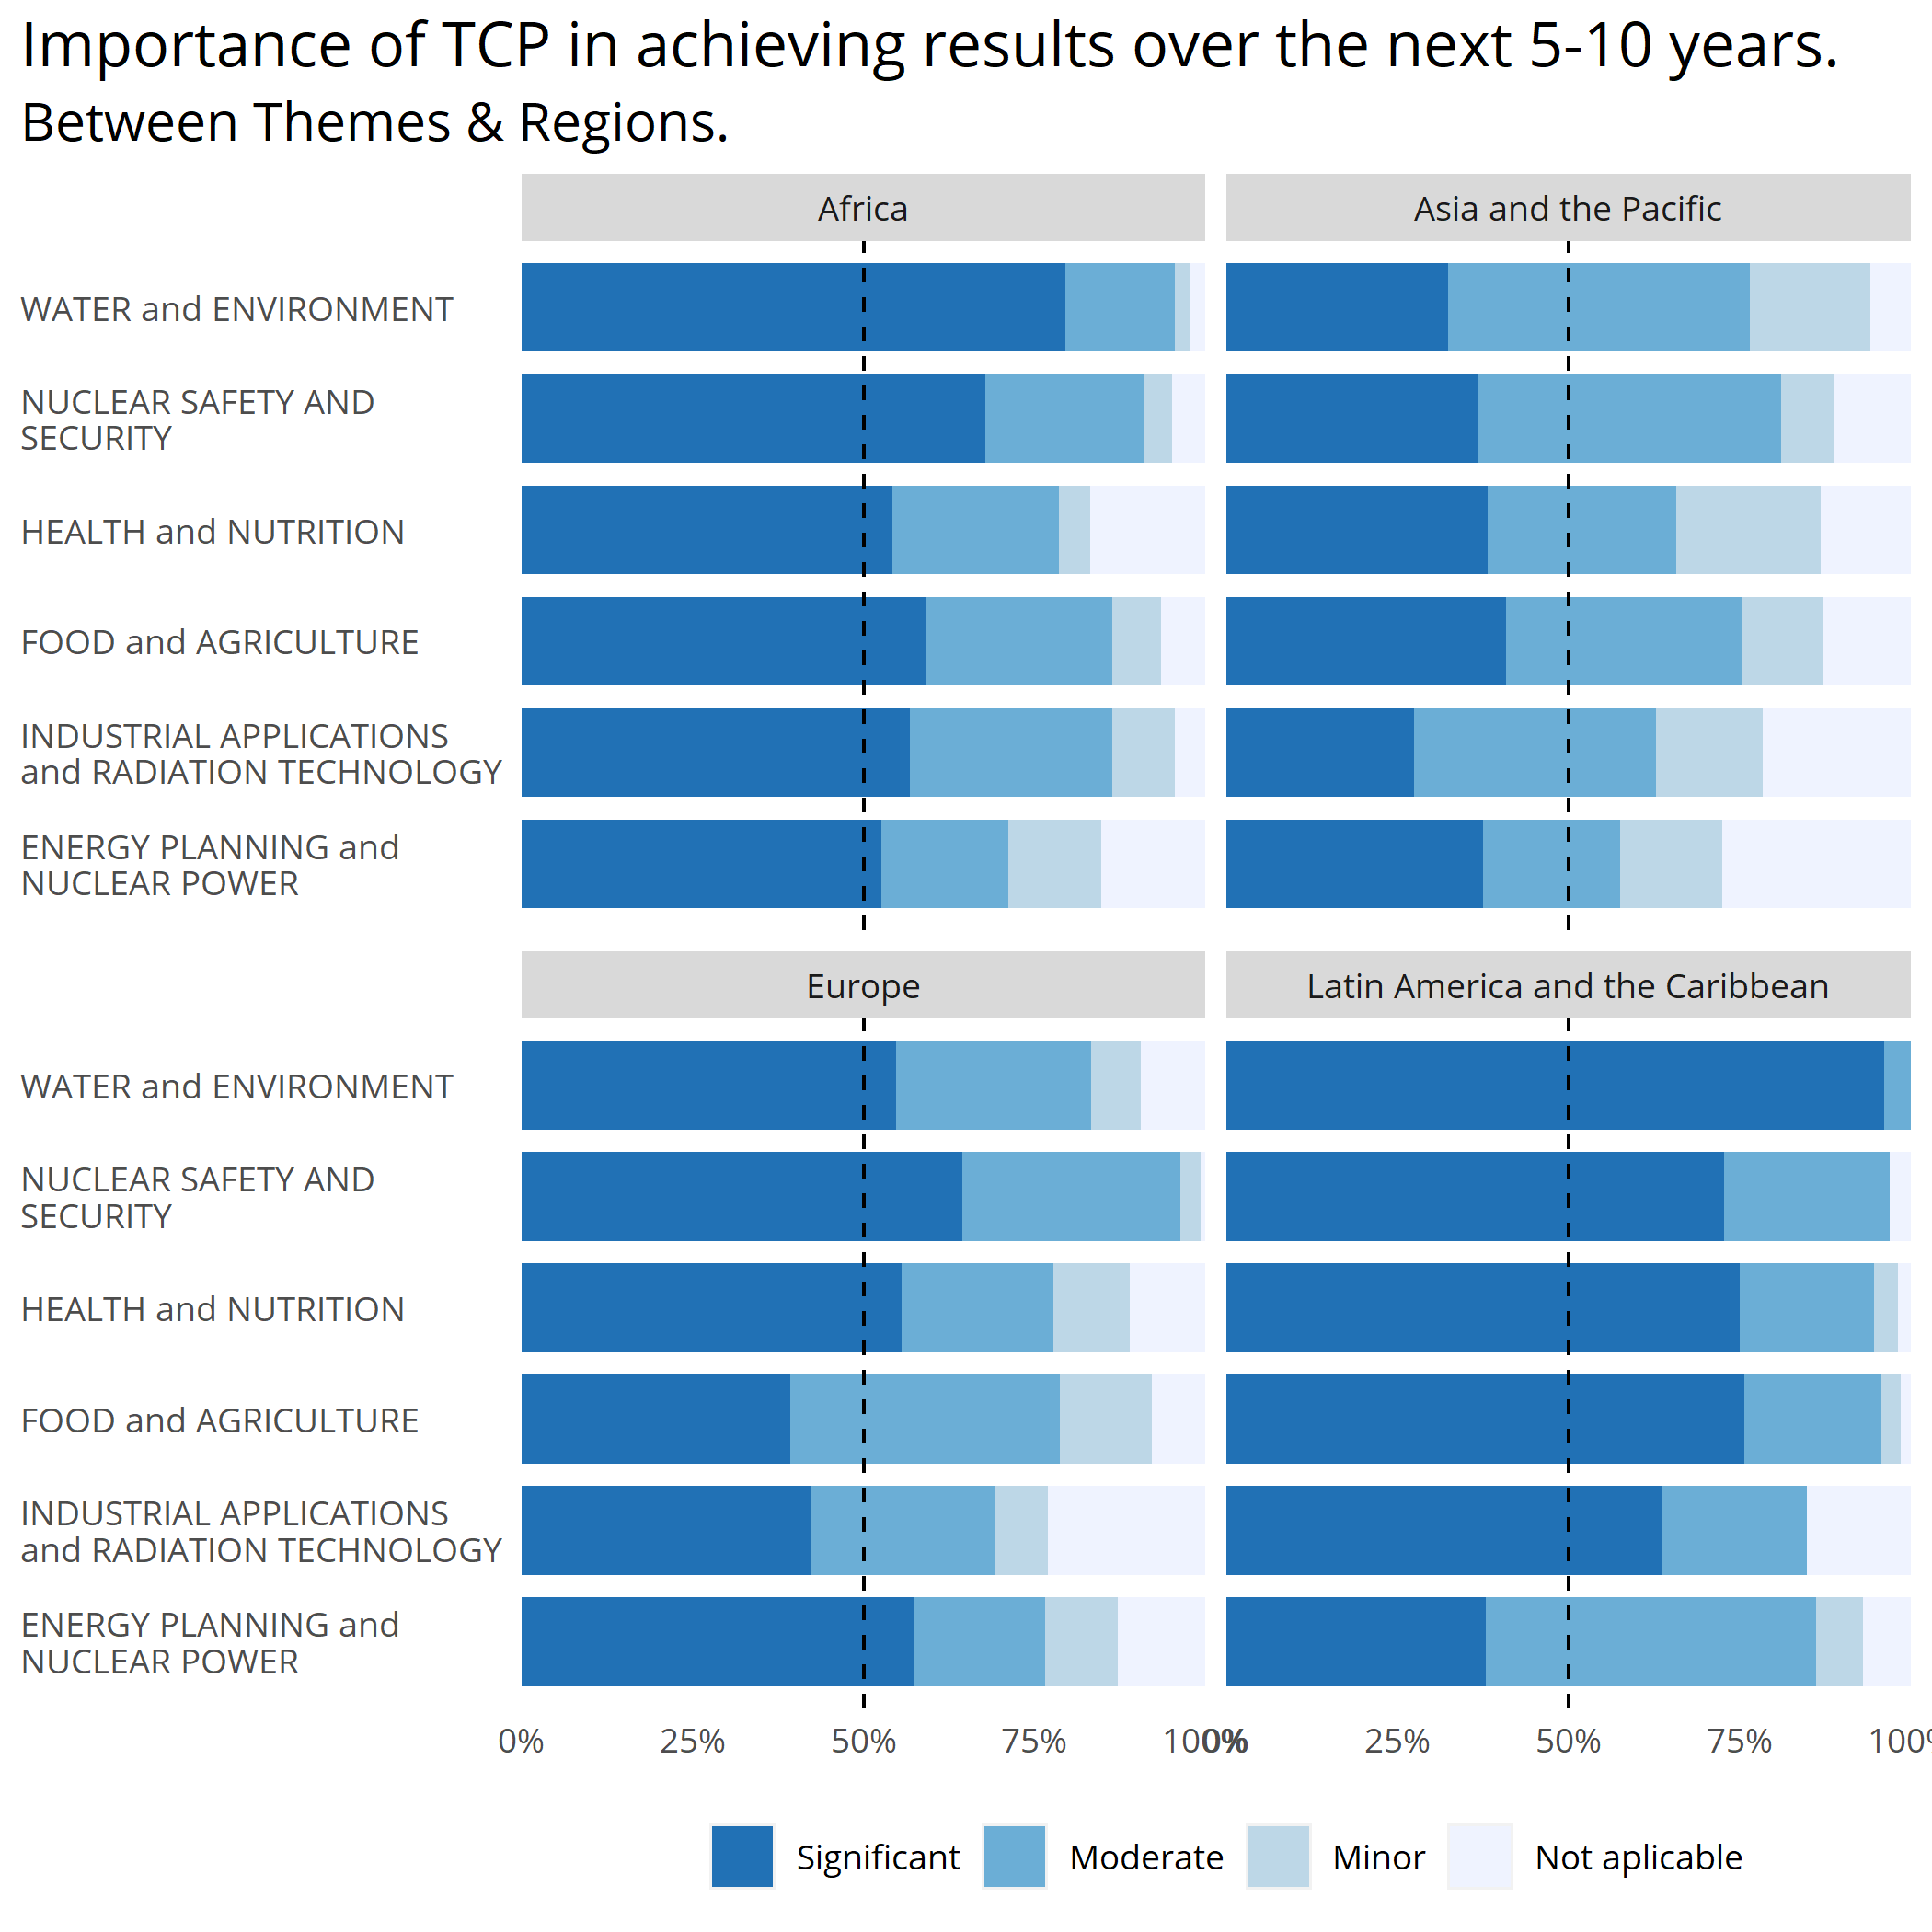 Importance of TCP in achieving results over the next 5-10 years.
Between Themes & Regions.
Africa
Asia and the Pacific
WATER and ENVIRONMENT
NUCLEAR SAFETY AND
SECURITY
HEALTH and NUTRITION
FOOD and AGRICULTURE
INDUSTRIAL APPLICATIONS
and RADIATION TECHNOLOGY
ENERGY PLANNING and
NUCLEAR POWER
Europe
Latin America and the Caribbean
WATER and ENVIRONMENT
NUCLEAR SAFETY AND
SECURITY
HEALTH and NUTRITION
FOOD and AGRICULTURE
INDUSTRIAL APPLICATIONS
and RADIATION TECHNOLOGY
ENERGY PLANNING and
NUCLEAR POWER
0% 25% 50% 75% 100% 0% 25% 50% 75% 100%
Significant Moderate Minor Not aplicable